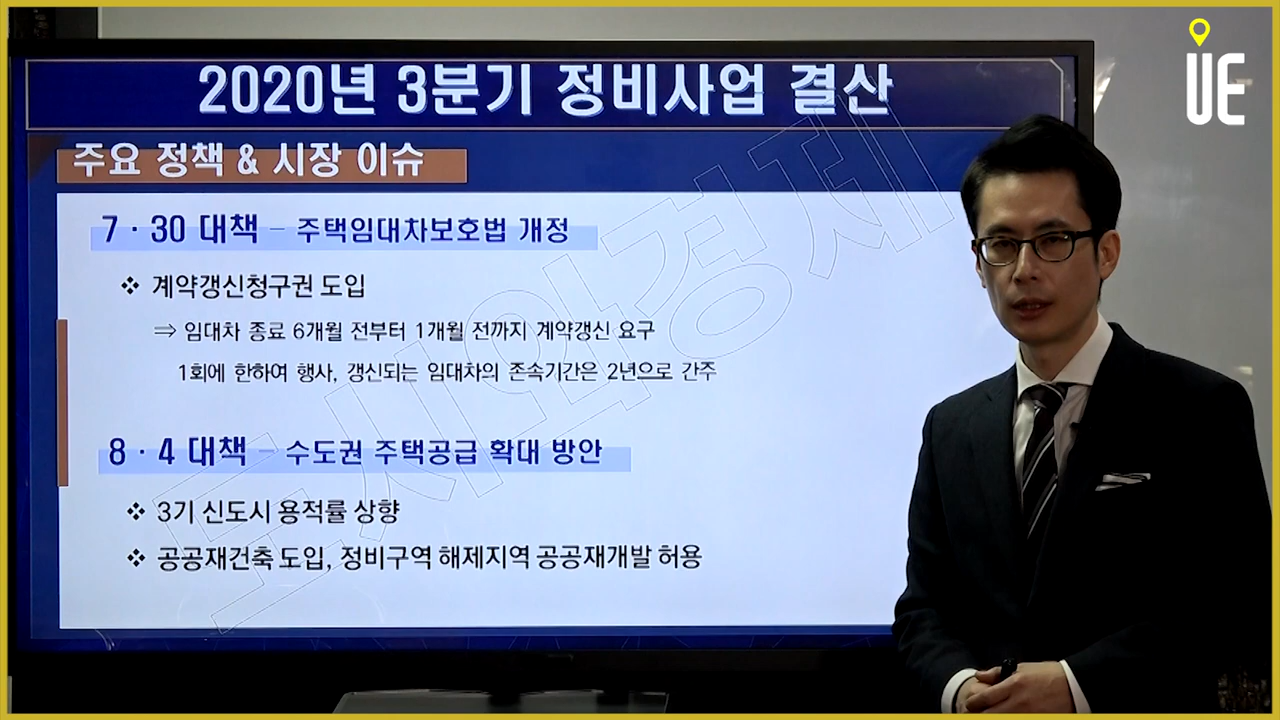 2020년 3분기 정비사업 결산
UE
주요 정책 & 시장 이슈
7 · 30 대책 – 주택임대차보호법 개정
❖ 계약갱신청구권 도입
⇒ 임대차 종료 6개월 전부터 1개월 전까지 계약갱신 요구
1회에 한하여 행사, 갱신되는 임대차의 존속기간은 2년으로 간주
8 · 4 대책 – 수도권 주택공급 확대 방안
❖ 3기 신도시 용적률 상향
❖ 공공재건축 도입, 정비구역 해제지역 공공재개발 허용
도시와경제